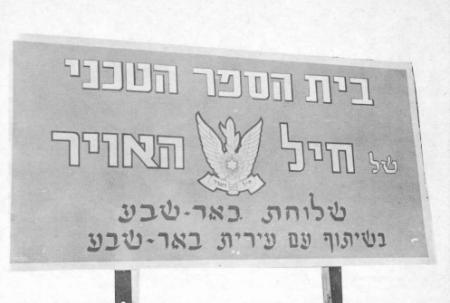 בית הספר הטכני
של חיל האויר
שלוחת באר-שבע
בשיתוף עם עירית באר-שבע